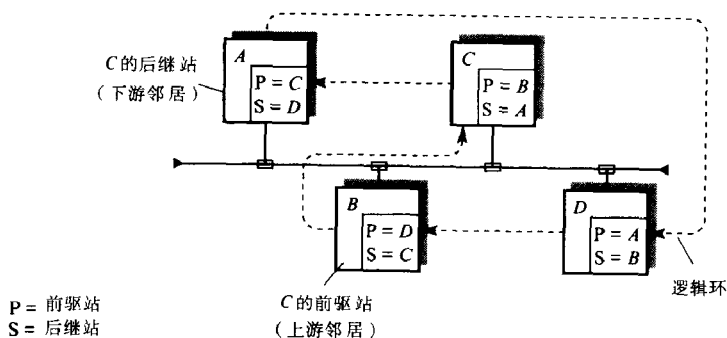 A
P = C
S = D
C
P = B
S = A
C的后继站
（下游邻居）
B
P = D
S = C
D
P = A
S = B
逻辑环
C的前驱站
（上游邻居）
P = 前驱站
S = 后继站